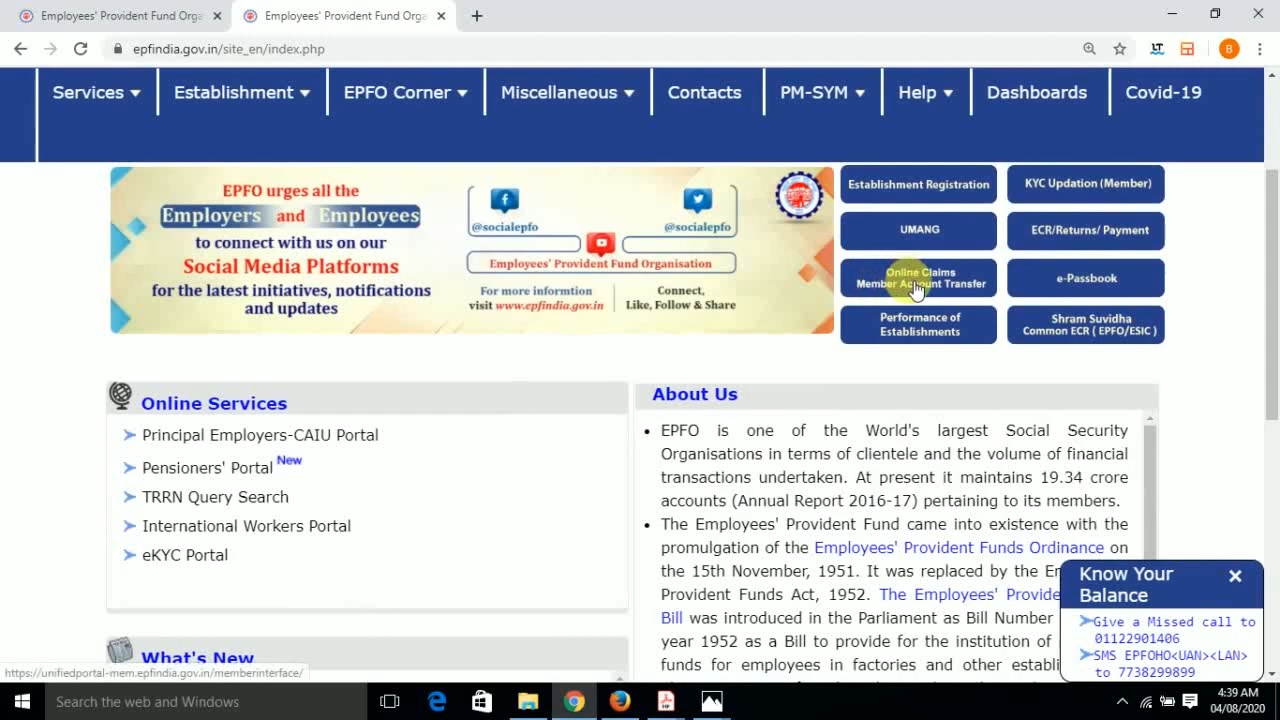 Employees' Provident Fund Orga
Employees' Provident Fund Orga
epfindia.gov.in/site_en/index.php
B
Services
Establishment
EPFO Corner
Miscellaneous
Contacts
PM-SYM
Help
Dashboards
Covid-19
EPFO urges all the
Employers and Employees
to connect with us on our
Social Media Platforms
for the latest initiatives, notifications
and updates
@socialepfo
@socialepfo
Employees' Provident Fund Organisation
For more informtion
visit www.epfindia.gov.in
Connect,
Like, Follow & Share
Establishment Registration
KYC Updation (Member)
UMANG
ECR/Returns/ Payment
Online Claims
Member Account Transfer
e-Passbook
Performance of
Establishments
Shram Suvidha
Common ECR ( EPFO/ESIC )
Online Services
Principal Employers-CAIU Portal
Pensioners' Portal New
TRRN Query Search
International Workers Portal
eKYC Portal
What's New
About Us
EPFO is one of the World's largest Social Security
Organisations in terms of clientele and the volume of financial
transactions undertaken. At present it maintains 19.34 crore
accounts (Annual Report 2016-17) pertaining to its members.
The Employees' Provident Fund came into existence with the
promulgation of the Employees' Provident Funds Ordinance on
the 15th November, 1951. It was replaced by the Em
Provident Funds Act, 1952. The Employees' Provide
Bill was introduced in the Parliament as Bill Number
year 1952 as a Bill to provide for the institution of
funds for employees in factories and other establi
Know Your
Balance
Give a Missed call to
01122901406
SMS EPFOHO<UAN><LAN>
to 7738299899
https://unifiedportal-mem.epfindia.gov.in/memberinterface/
Search the web and Windows
4:39 AM
04/08/2020